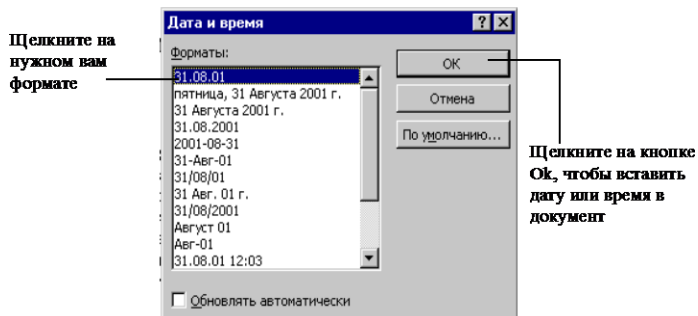 Щелкните на
нужном вам
формате
Дата и время
Форматы:
31.08.01
пятница, 31 Августа 2001 г.
31 Августа 2001 г.
31.08.2001
2001-08-31
31-Авг-01
31/08/01
31 Авг. 01 г.
31/08/2001
Август 01
Авг-01
31.08.01 12:03
Обновлять автоматически
ОК
Отмена
По умолчанию...
Щелкните на кнопке
Ok, чтобы вставить
дату или время в
документ